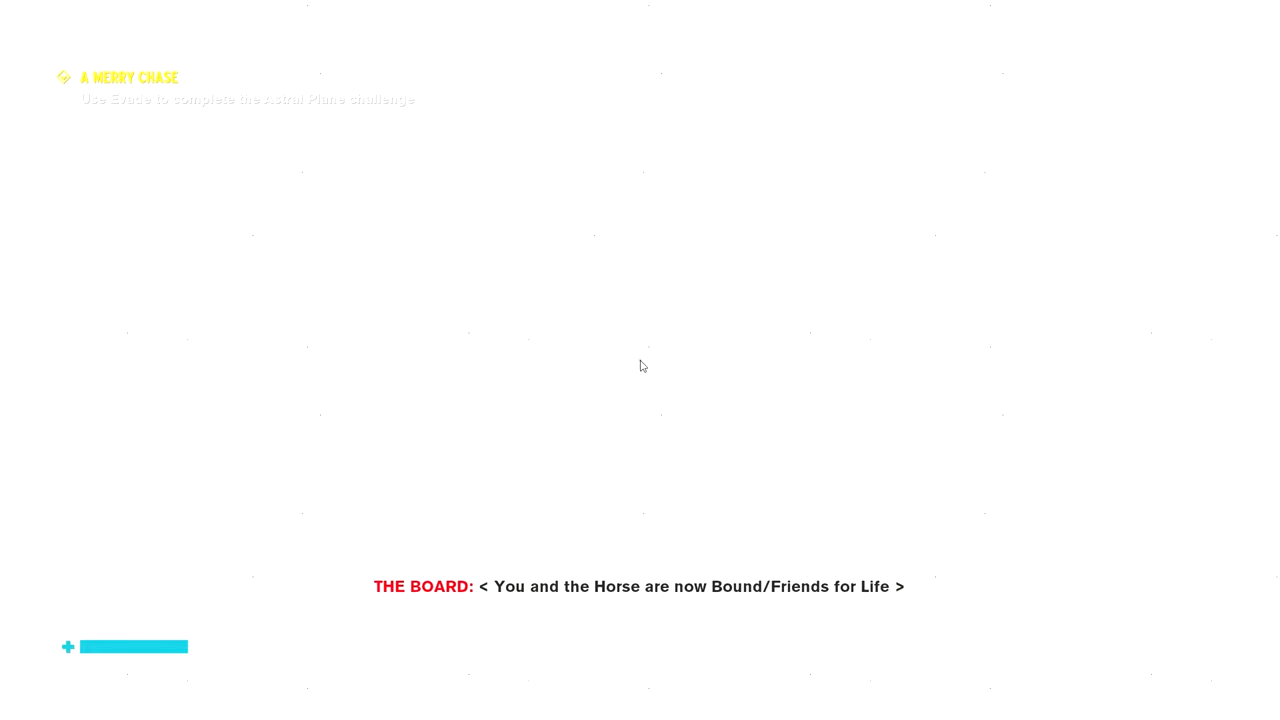 A MERRY CHASE
Use Evade to complete the Astral Plane challenge
THE BOARD: < You and the Horse are now Bound/Friends for Life >